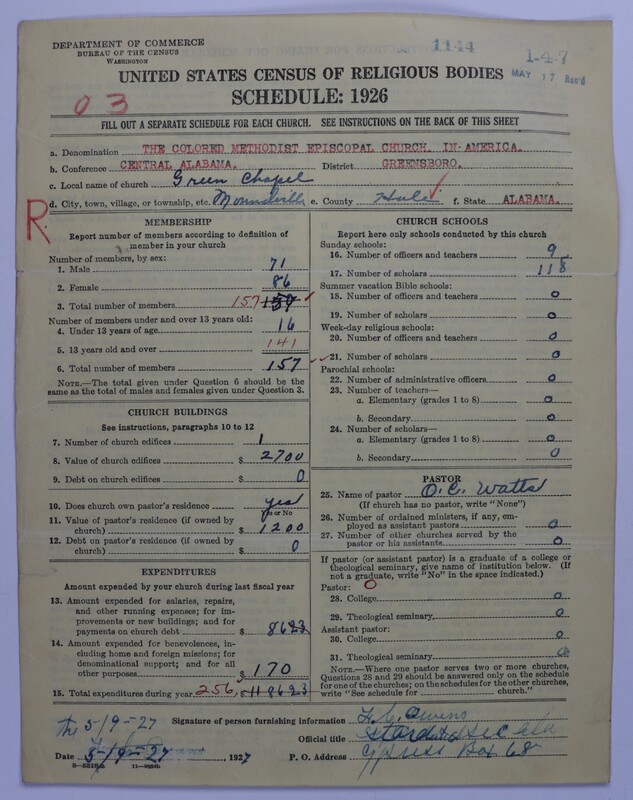 DEPARTMENT OF COMMERCE
BUREAU OF THE CENSUS
WASHINGTON
1144
1-4-7
MAY 17 Rec'd
UNITED STATES CENSUS OF RELIGIOUS BODIES
SCHEDULE: 1926
03
FILL OUT A SEPARATE SCHEDULE FOR EACH CHURCH. SEE INSTRUCTIONS ON THE BACK OF THIS SHEET
a. Denomination THE COLORED METHODIST EPISCOPAL CHURCH. IN AMERICA.
b. Conference CENTRAL ALABAMA. District GREENSBORO.
c. Local name of church Green Chapel
d. City, town, village, or township, etc. Moundville e. County Hale f. State ALABAMA.
R
MEMBERSHIP
Report number of members according to definition of member in your church
Number of members, by sex:
1. Male 71
2. Female 86
3. Total number of members 157
Number of members under and over 13 years old:
4. Under 13 years of age 16
5. 13 years old and over 141
6. Total number of members 157
NOTE.—The total given under Question 6 should be the same as the total of males and females given under Question 3.
CHURCH BUILDINGS
See instructions, paragraphs 10 to 12
7. Number of church edifices 1
8. Value of church edifices $ 2700
9. Debt on church edifices $ 0
10. Does church own pastor's residence yes
Yes or No
11. Value of pastor's residence (if owned by church) $ 1200
12. Debt on pastor's residence (if owned by church) $ 0
EXPENDITURES
Amount expended by your church during last fiscal year
13. Amount expended for salaries, repairs, and other running expense; for improvements or new buildings; and for payments on church debt $ 8623
14. Amount expended for benevolences, including home and foreign missions; for denominational support; and for all other purposes $ 170
15. Total expenditures during year 256 $ 118623
CHURCH SCHOOLS
Report here only schools conducted by this church
Sunday schools:
16. Number of officers and teachers 9
17. Number of scholars 118
Summer vacation Bible schools:
18. Number of officers and teachers 0
19. Number of scholars 0
Week-day religious schools:
20. Number of officers and teachers 0
21. Number of scholars 0
Parochial schools:
22. Number of administrative officers 0
23. Number of teachers—
a. Elementary (grades 1 to 8) 0
b. Secondary 0
24. Number of scholars—
a. Elementary (grades 1 to 8) 0
b. Secondary 0
PASTOR
25. Name of pastor O.C. Watts
(If church has no pastor, write "None")
26. Number of ordained ministers, if any, employed as assistant pastors 0
27. Number of other churches served by the pastor or his assistants 0
If pastor (or assistant pastor) is a graduate of a college or theological seminary, give name of institution below. (If not a graduate, write "No" in the space indicated.)
Pastor: 0
28. College 0
29. Theological seminary 0
Assistant pastor:
30. College 0
31. Theological seminary 0
NOTE.—Where one pastor serves two or more churches, Questions 28 and 29 should be answered only on the schedule for one of the churches; on the schedules for the other churches, write "See schedule for church."
The 5/9-27
Signature of person furnishing information H.C. Owens
Official title
Date 5-/9-27, 1927
P. O. Address Cypress Box 68